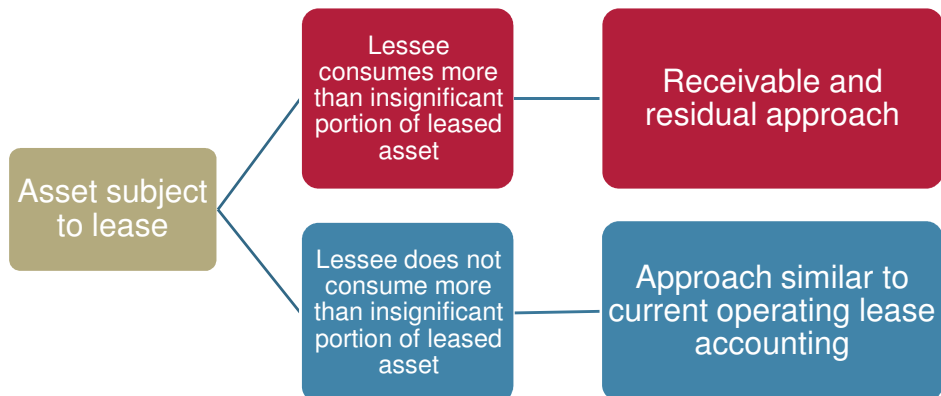 Asset subject
to lease
Lessee
consumes more
than insignificant
portion of leased
asset
Receivable and
residual approach
Lessee does not
consume more
than insignificant
portion of leased
asset
Approach similar to
current operating lease
accounting